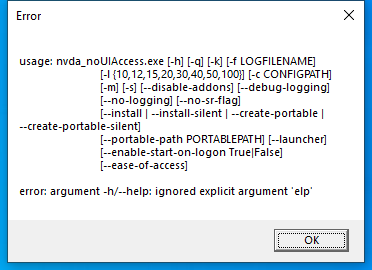 Error
usage: nvda_noUIAccess.exe [-h] [-q] [-k] [-f LOGFILENAME]
[-l {10,12,15,20,30,40,50,100}] [-c CONFIGPATH]
[-m] [-s] [--disable-addons] [--debug-logging]
[--no-logging] [--no-sr-flag]
[--install | --install-silent | --create-portable |
--create-portable-silent]
[--portable-path PORTABLEPATH] [--launcher]
[--enable-start-on-logon True|False]
[--ease-of-access]
error: argument -h/--help: ignored explicit argument 'elp'
OK